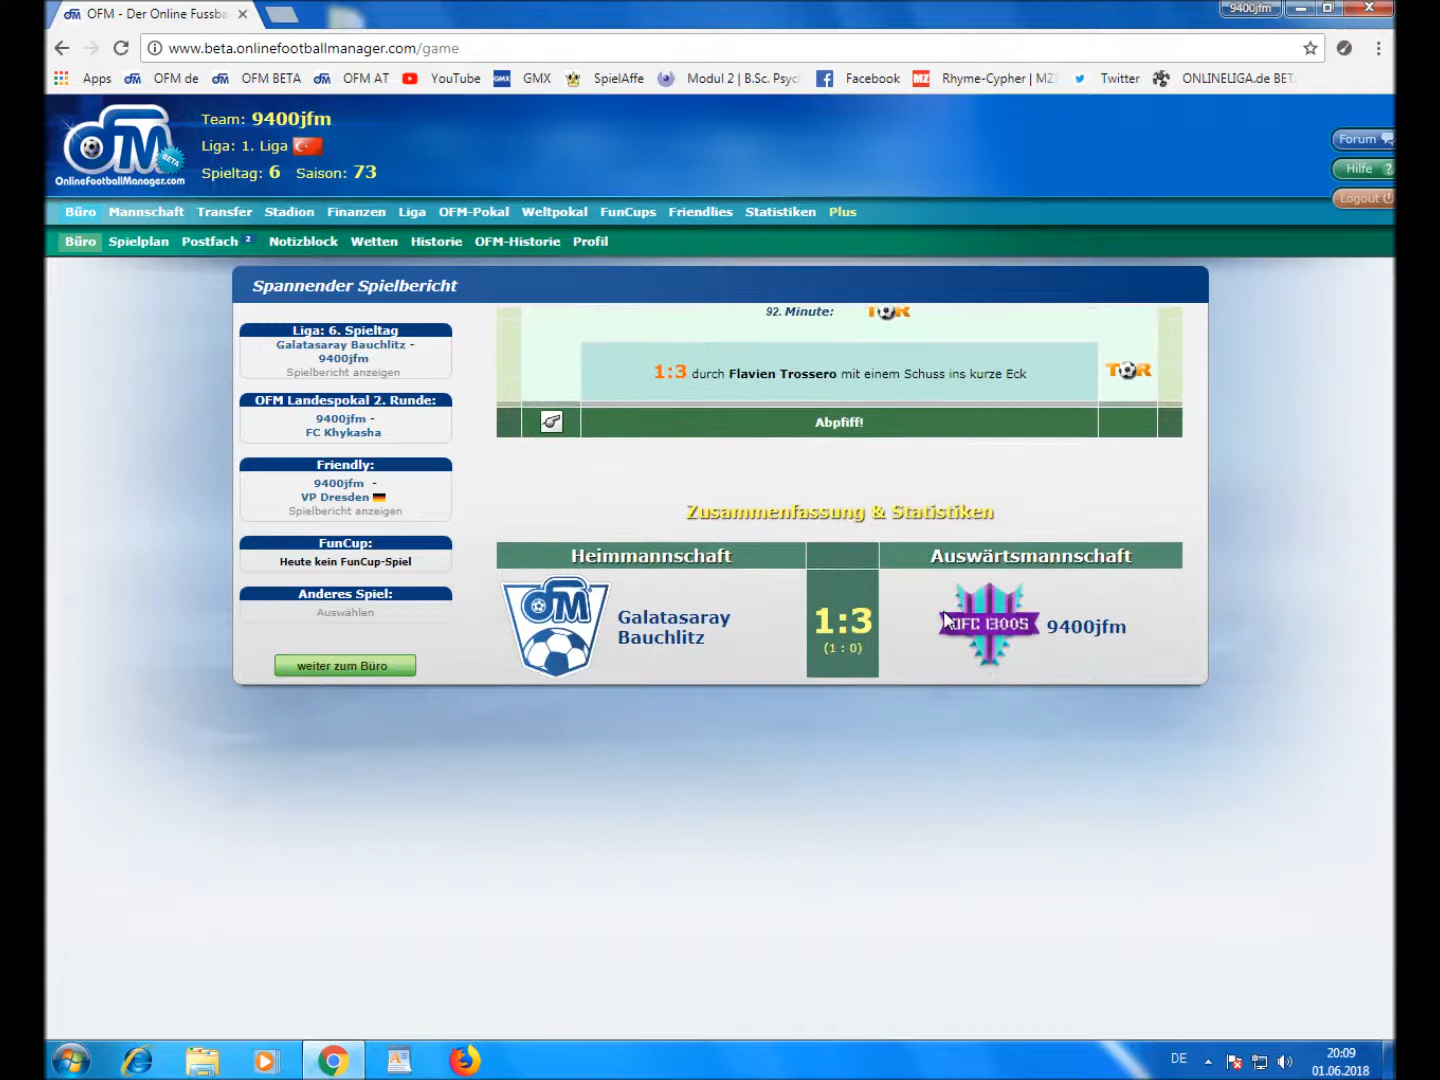 OFM - Der Online Fussba
9400jfm
www.beta.onlinefootballmanager.com/game
Apps OFM de OFM BETA OFM AT YouTube GMX SpielAffe Modul 2 | B.Sc. Psyc Facebook Rhyme-Cypher | MZ Twitter ONLINELIGA.de BET
OFM
BETA
OnlineFootballManager.com
Team: 9400jfm
Liga: 1. Liga
Spieltag: 6 Saison: 73
Forum
Hilfe ?
Logout
Büro Mannschaft Transfer Stadion Finanzen Liga OFM-Pokal Weltpokal FunCups Friendlies Statistiken Plus
Büro Spielplan Postfach 2 Notizblock Wetten Historie OFM-Historie Profil
Spannender Spielbericht
Liga: 6. Spieltag
Galatasaray Bauchlitz -
9400jfm
Spielbericht anzeigen
OFM Landespokal 2. Runde:
9400jfm -
FC Khykasha
Friendly:
9400jfm -
VP Dresden
Spielbericht anzeigen
FunCup:
Heute kein FunCup-Spiel
Anderes Spiel:
Auswählen
weiter zum Büro
92. Minute: TOR
1:3 durch Flavien Trossero mit einem Schuss ins kurze Eck TOR
Abpfiff!
Zusammenfassung & Statistiken
Heimmannschaft Auswärtsmannschaft
OFM
Galatasaray
Bauchlitz
1:3
(1 : 0)
9400jfm
DE
20:09
01.06.2018